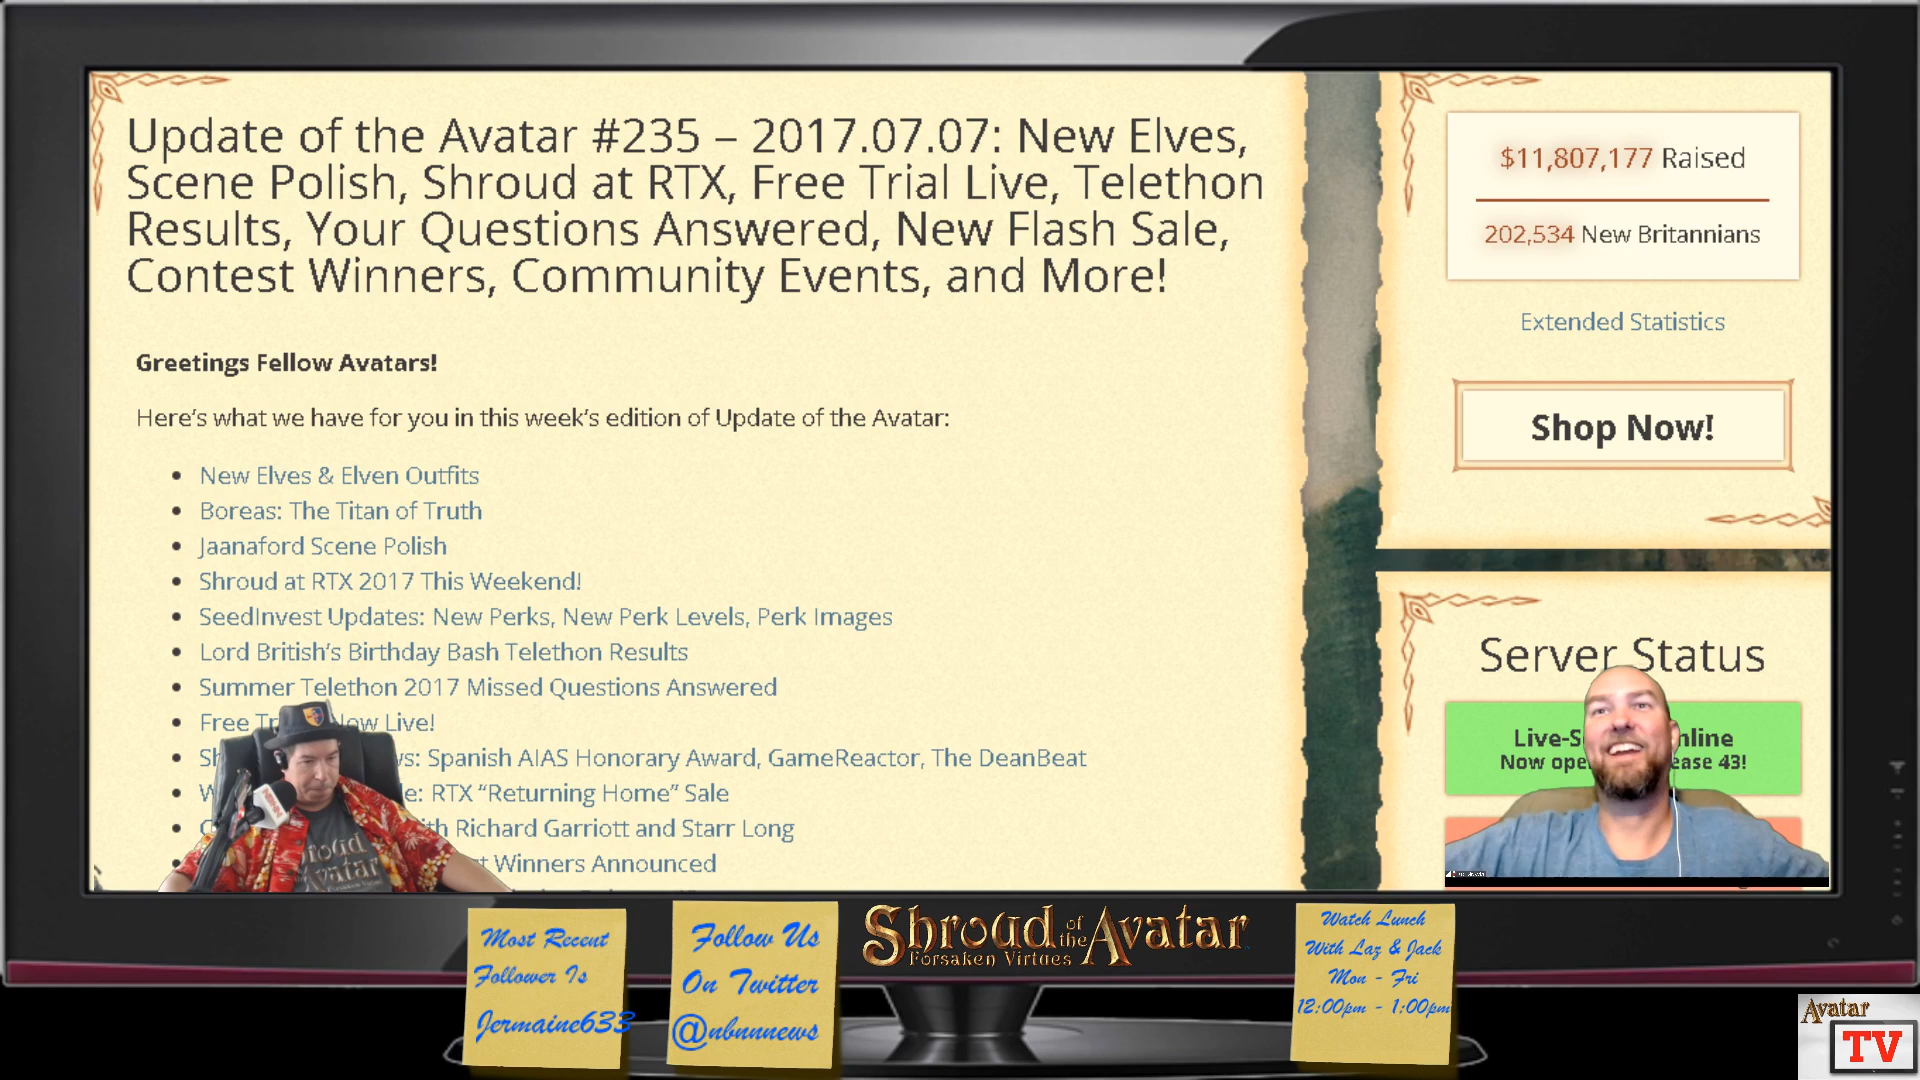 Update of the Avatar #235 – 2017.07.07: New Elves,
Scene Polish, Shroud at RTX, Free Trial Live, Telethon
Results, Your Questions Answered, New Flash Sale,
Contest Winners, Community Events, and More!
Greetings Fellow Avatars!
Here's what we have for you in this week's edition of Update of the Avatar:
New Elves & Elven Outfits
Boreas: The Titan of Truth
Jaanaford Scene Polish
Shroud at RTX 2017 This Weekend!
SeedInvest Updates: New Perks, New Perk Levels, Perk Images
Lord British's Birthday Bash Telethon Results
Summer Telethon 2017 Missed Questions Answered
Free Live!
Spanish AIAS Honorary Award, GameReactor, The DeanBeat
RTX “Returning Home” Sale
Richard Garriott and Starr Long
Winners Announced
$11,807,177 Raised
202,534 New Britannians
Extended Statistics
Shop Now!
Server Status
Now 43!
Shroud of the Avatar
Forsaken Virtues
Most Recent
Follower Is
Jermaine633
Follow Us
On Twitter
@nbnnnews
Watch Lunch
With Laz & Jack
Mon - Fri
12:00pm - 1:00pm
Avatar
TV